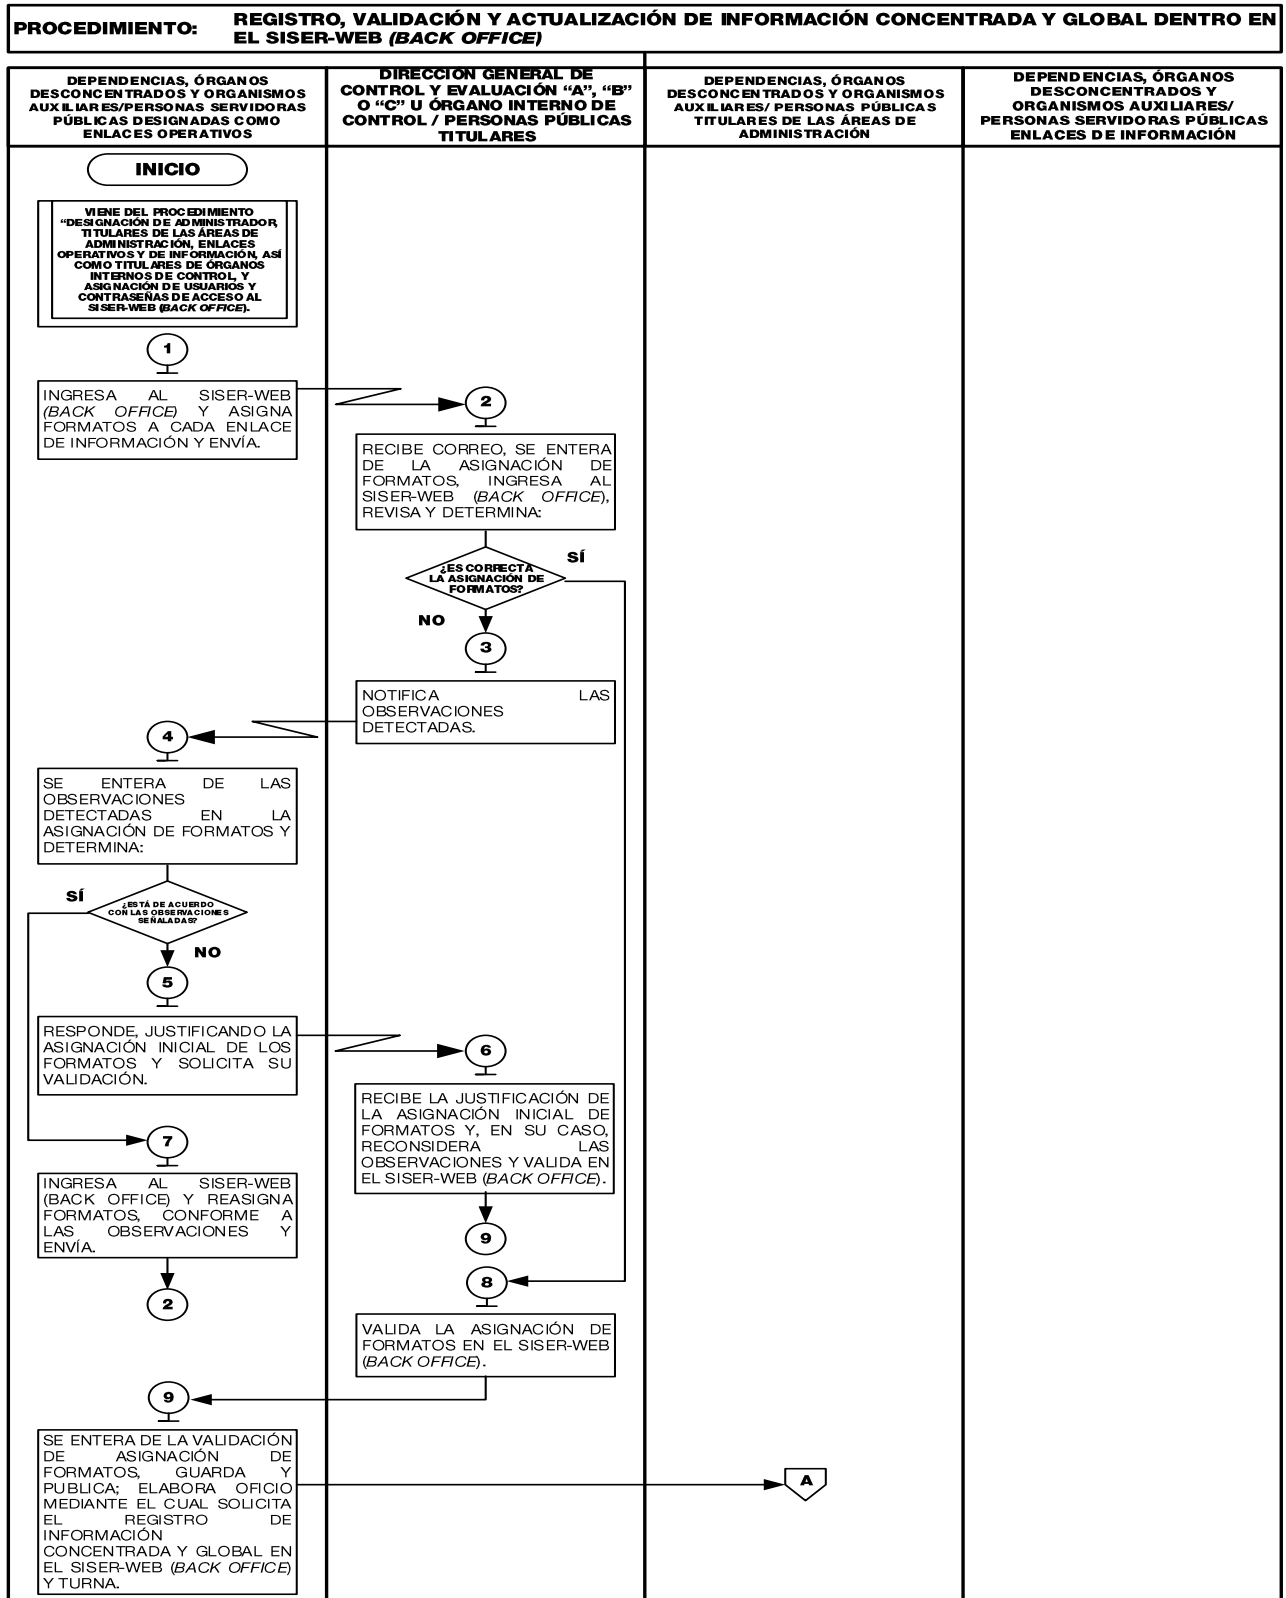 PROCEDIMIENTO:
REGISTRO, VALIDACIÓN Y ACTUALIZACIÓN DE INFORMACIÓN CONCENTRADA Y GLOBAL DENTRO EN
EL SISER-WEB (BACK OFFICE)
DEPENDENCIAS, ÓRGANOS
DESCONCENTRADOS Y ORGANISMOS
AUXILIARES/PERSONAS SERVIDORAS
PÚBLICAS DESIGNADAS COMO
ENLACES OPERATIVOS
DIRECCIÓN GENERAL DE
CONTROL Y EVALUACIÓN “A”, “B”
O “C” U ÓRGANO INTERNO DE
CONTROL / PERSONAS PÚBLICAS
TITULARES
DEPENDENCIAS, ÓRGANOS
DESCONCENTRADOS Y ORGANISMOS
AUXILIARES/ PERSONAS PÚBLICAS
TITULARES DE LAS ÁREAS DE
ADMINISTRACIÓN
DEPENDENCIAS, ÓRGANOS
DESCONCENTRADOS Y
ORGANISMOS AUXILIARES/
PERSONAS SERVIDORAS PÚBLICAS
ENLACES DE INFORMACIÓN
INICIO
VIENE DEL PROCEDIMIENTO
“DESIGNACIÓN DE ADMINISTRADOR,
TITULARES DE LAS ÁREAS DE
ADMINISTRACIÓN, ENLACES
OPERATIVOS Y DE INFORMACIÓN, ASÍ
COMO TITULARES DE ÓRGANOS
INTERNOS DE CONTROL, Y
ASIGNACIÓN DE USUARIOS Y
CONTRASEÑAS DE ACCESO AL
SISER-WEB (BACK OFFICE).
1
INGRESA AL SISER-WEB
(BACK OFFICE) Y ASIGNA
FORMATOS A CADA ENLACE
DE INFORMACIÓN Y ENVÍA.
2
RECIBE CORREO, SE ENTERA
DE LA ASIGNACIÓN DE
FORMATOS, INGRESA AL
SISER-WEB (BACK OFFICE),
REVISA Y DETERMINA:
¿ES CORRECTA
LA ASIGNACIÓN DE
FORMATOS?
SÍ
NO
3
NOTIFICA LAS
OBSERVACIONES
DETECTADAS.
4
SE ENTERA DE LAS
OBSERVACIONES
DETECTADAS EN LA
ASIGNACIÓN DE FORMATOS Y
DETERMINA:
SÍ
¿ESTÁ DE ACUERDO
CON LAS OBSERVACIONES
SEÑALADAS?
NO
5
RESPONDE, JUSTIFICANDO LA
ASIGNACIÓN INICIAL DE LOS
FORMATOS Y SOLICITA SU
VALIDACIÓN.
6
RECIBE LA JUSTIFICACIÓN DE
LA ASIGNACIÓN INICIAL DE
FORMATOS Y, EN SU CASO,
RECONSIDERA LAS
OBSERVACIONES Y VALIDA EN
EL SISER-WEB (BACK OFFICE).
9
7
INGRESA AL SISER-WEB
(BACK OFFICE) Y REASIGNA
FORMATOS, CONFORME A
LAS OBSERVACIONES Y
ENVÍA.
2
8
VALIDA LA ASIGNACIÓN DE
FORMATOS EN EL SISER-WEB
(BACK OFFICE).
9
SE ENTERA DE LA VALIDACIÓN
DE ASIGNACIÓN DE
FORMATOS, GUARDA Y
PUBLICA; ELABORA OFICIO
MEDIANTE EL CUAL SOLICITA
EL REGISTRO DE
INFORMACIÓN
CONCENTRADA Y GLOBAL EN
EL SISER-WEB (BACK OFFICE)
Y TURNA.
A